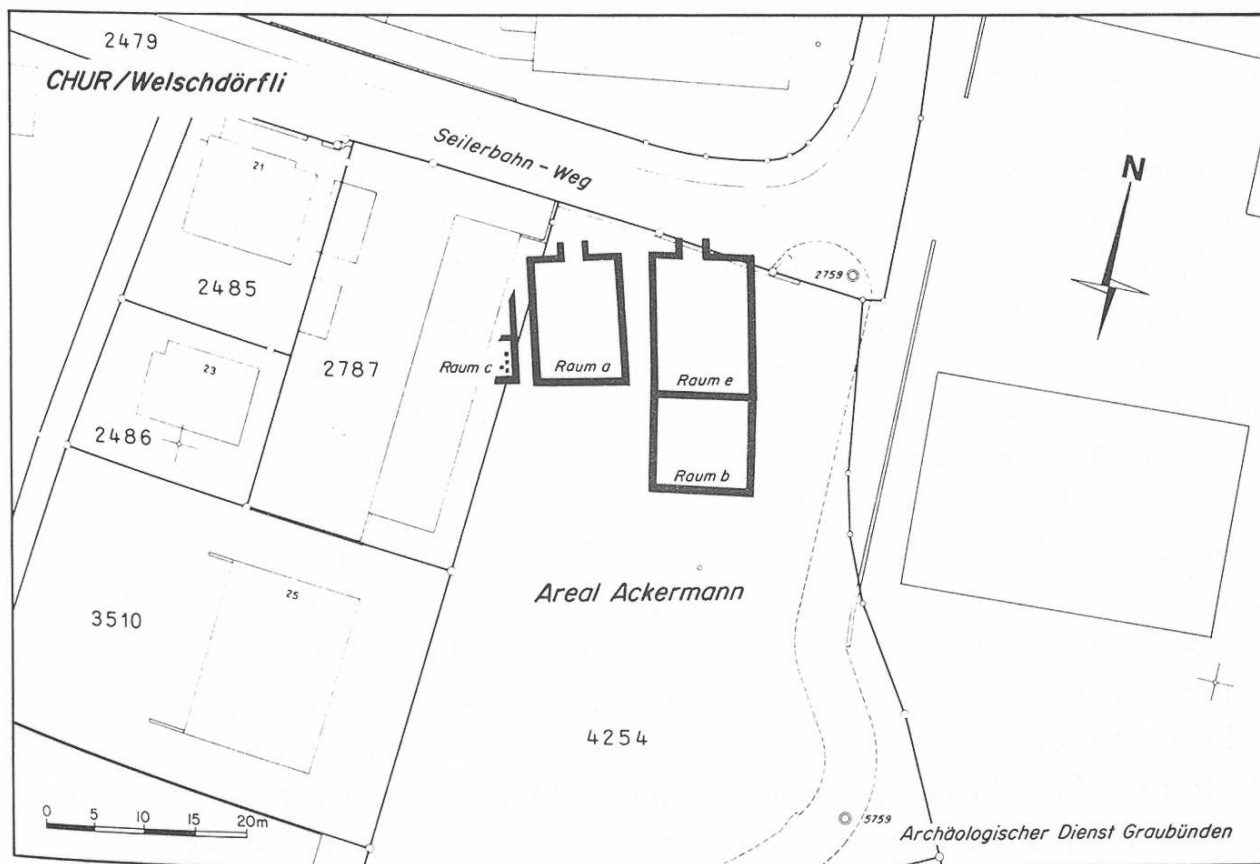 2479
CHUR/Welschdörfli
Seilerbahn-Weg
21
N
2485
2759
23
2787
Raum c
Raum a
Raum e
2486
Raum b
25
Areal Ackermann
3510
4254
0 5 10 15 20m
5759
Archäologischer Dienst Graubünden